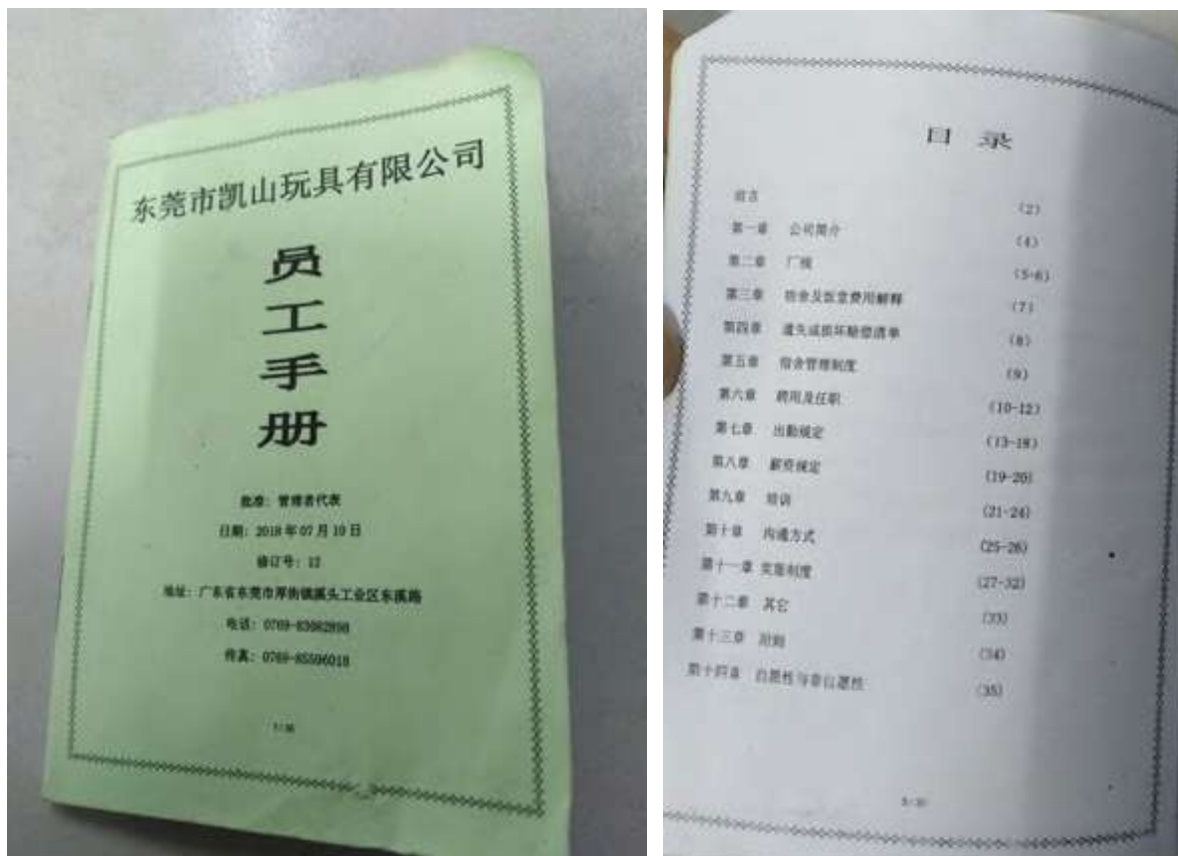 东莞市凯山玩具有限公司
员
工
手
册
批准：管理者代表
日期：2018年07月10日
修订号：12
地址：广东省东莞市厚街镇溪头工业区东溪路
电话：0769-83982898
传真：0769-85596018
目 录
前言 (2)
第一章 公司简介 (4)
第二章 厂规 (5-6)
第三章 宿舍及饭堂费用解释 (7)
第四章 遗失或损坏赔偿清单 (8)
第五章 宿舍管理制度 (9)
第六章 聘用及任职 (10-12)
第七章 出勤规定 (13-18)
第八章 薪资规定 (19-20)
第九章 培训 (21-24)
第十章 沟通方式 (25-26)
第十一章 奖惩制度 (27-32)
第十二章 其它 (33)
第十三章 附则 (34)
第十四章 自愿性与非自愿性 (35)